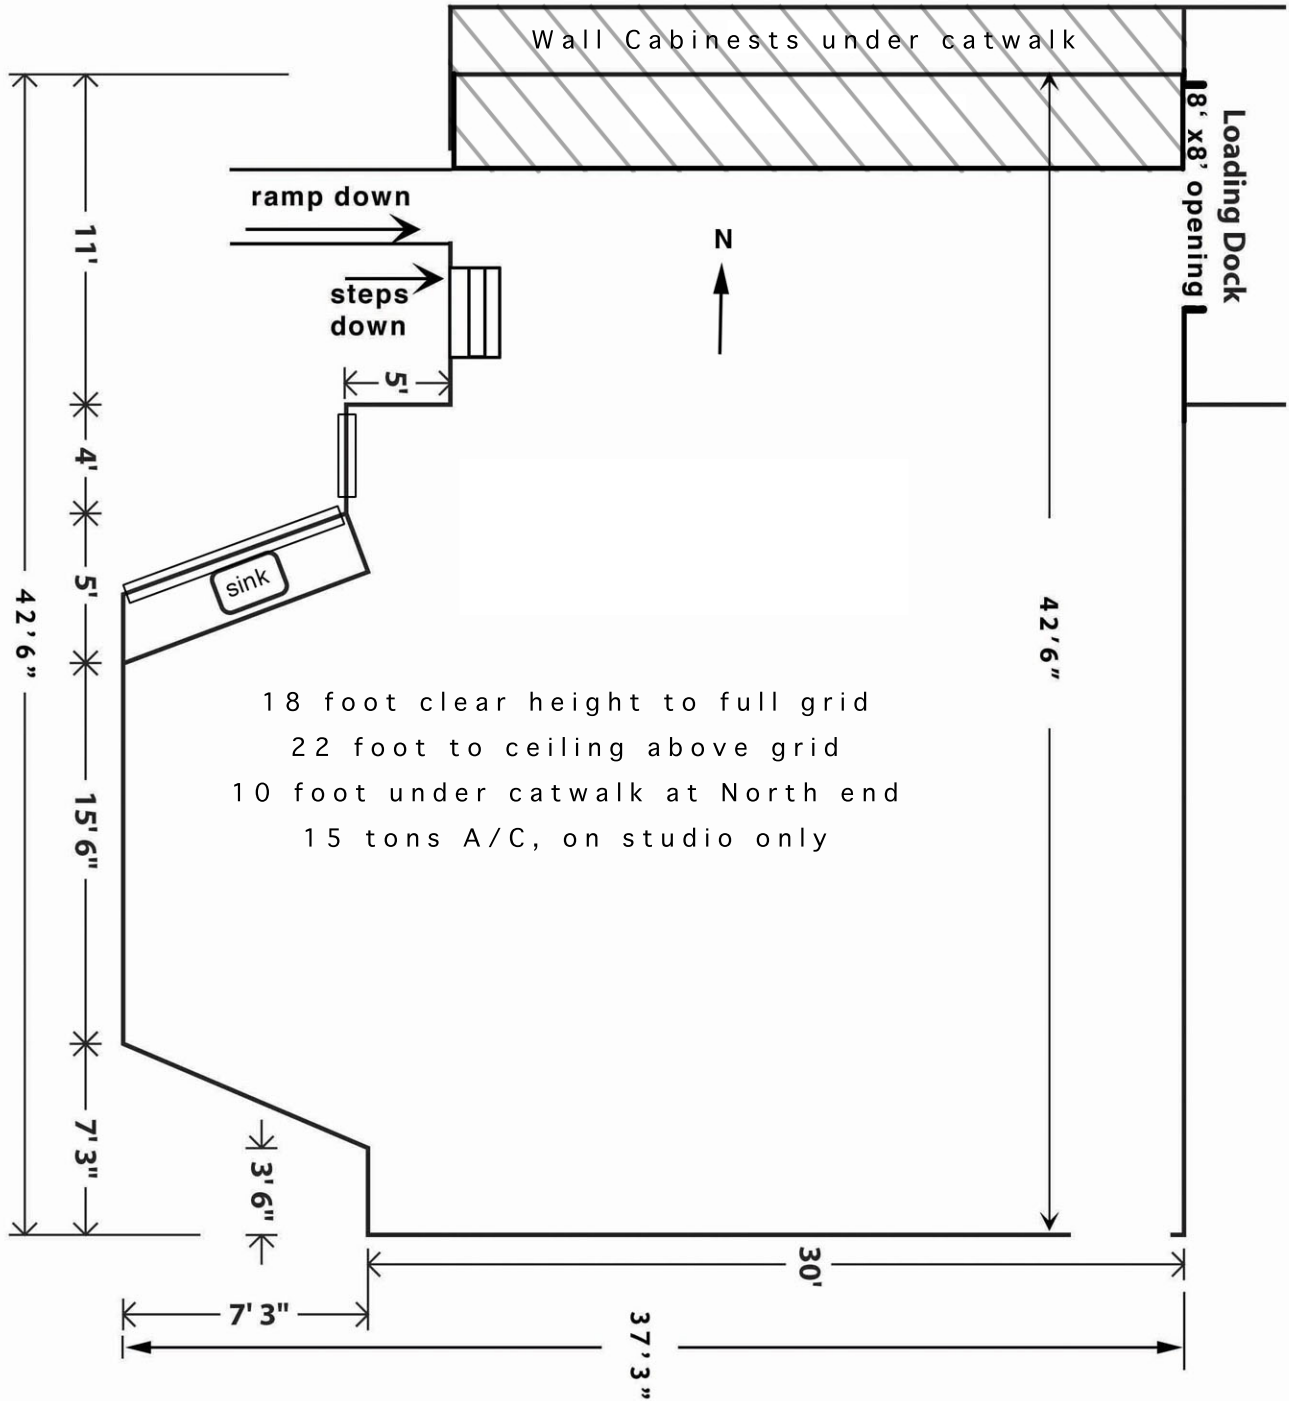 Wall Cabinests under catwalk
8' x8' opening
Loading Dock
ramp down
N
11'
steps
down
5'
4'
5'
sink
42'6"
42'6"
18 foot clear height to full grid
22 foot to ceiling above grid
10 foot under catwalk at North end
15 tons A/C, on studio only
15'6"
7'3"
3'6"
30'
7'3"
37'3"